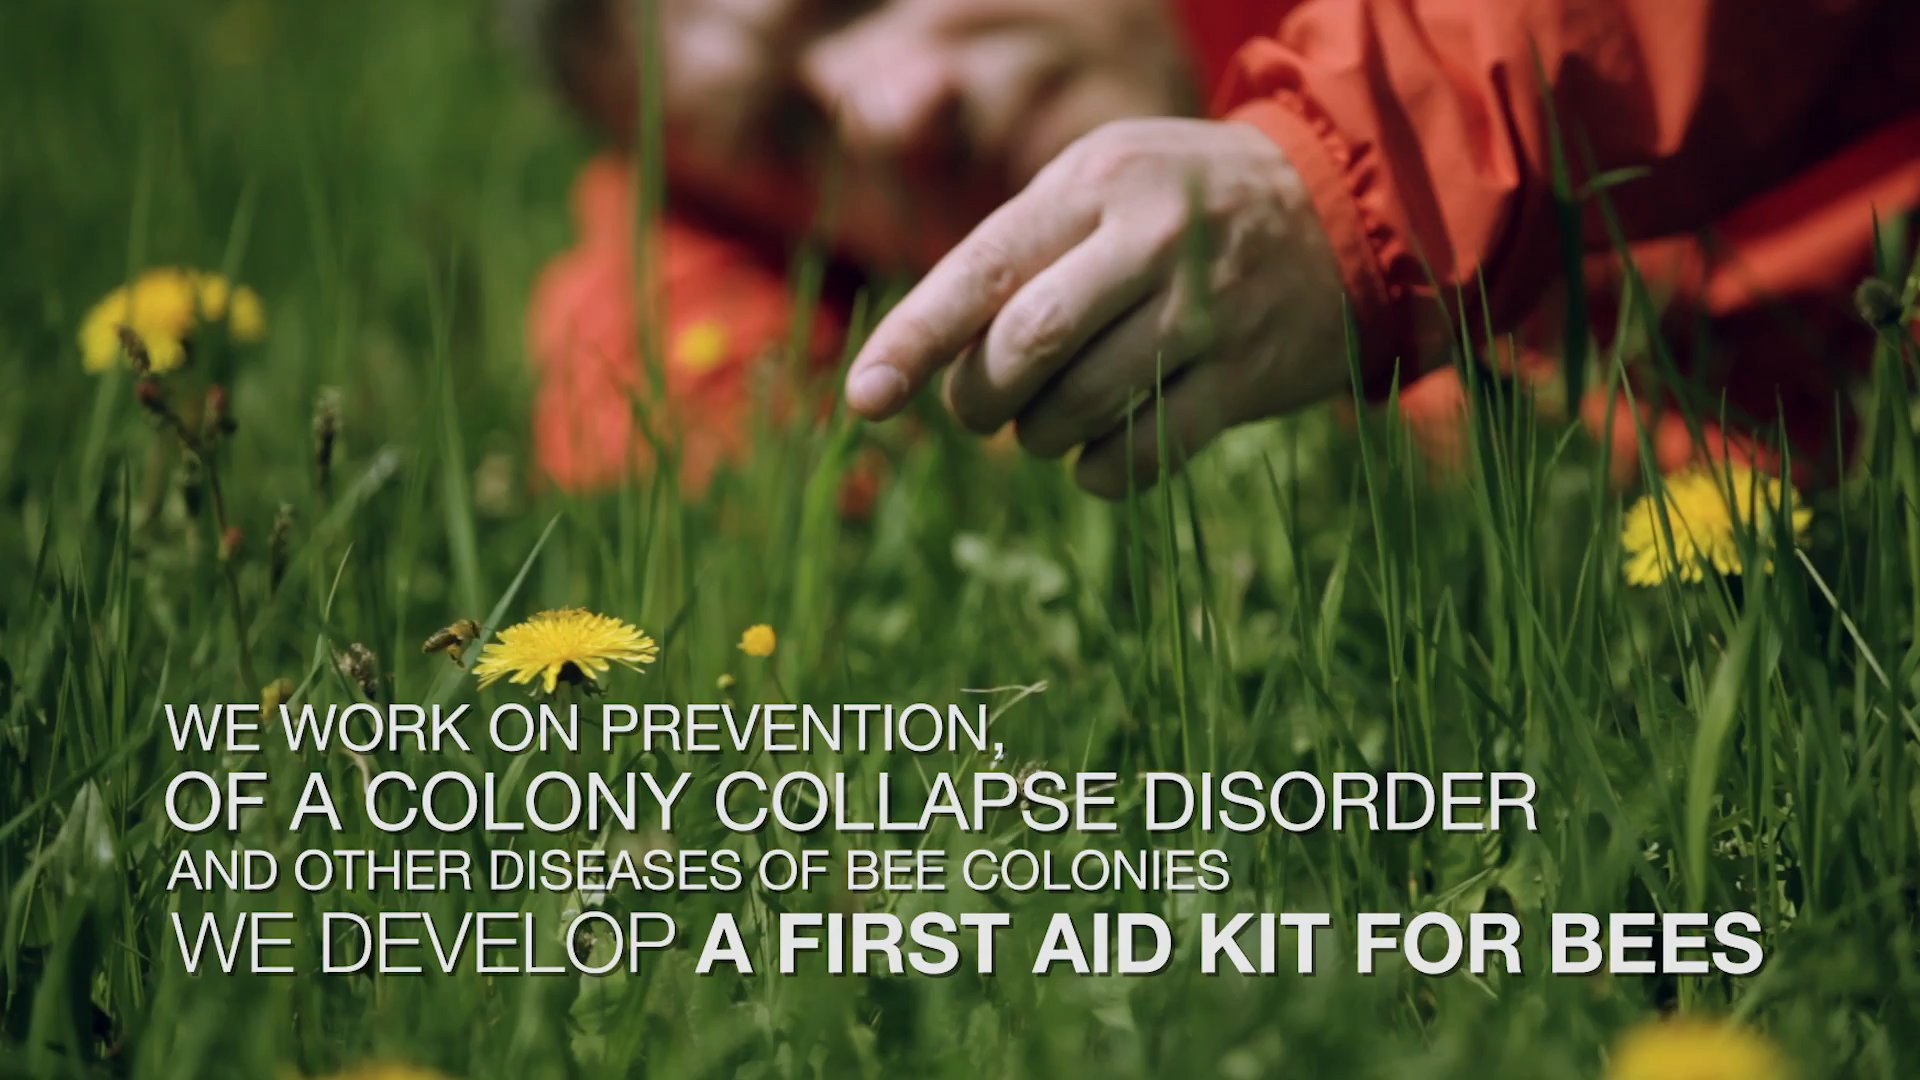 WE WORK ON PREVENTION,
OF A COLONY COLLAPSE DISORDER
AND OTHER DISEASES OF BEE COLONIES
WE DEVELOP A FIRST AID KIT FOR BEES